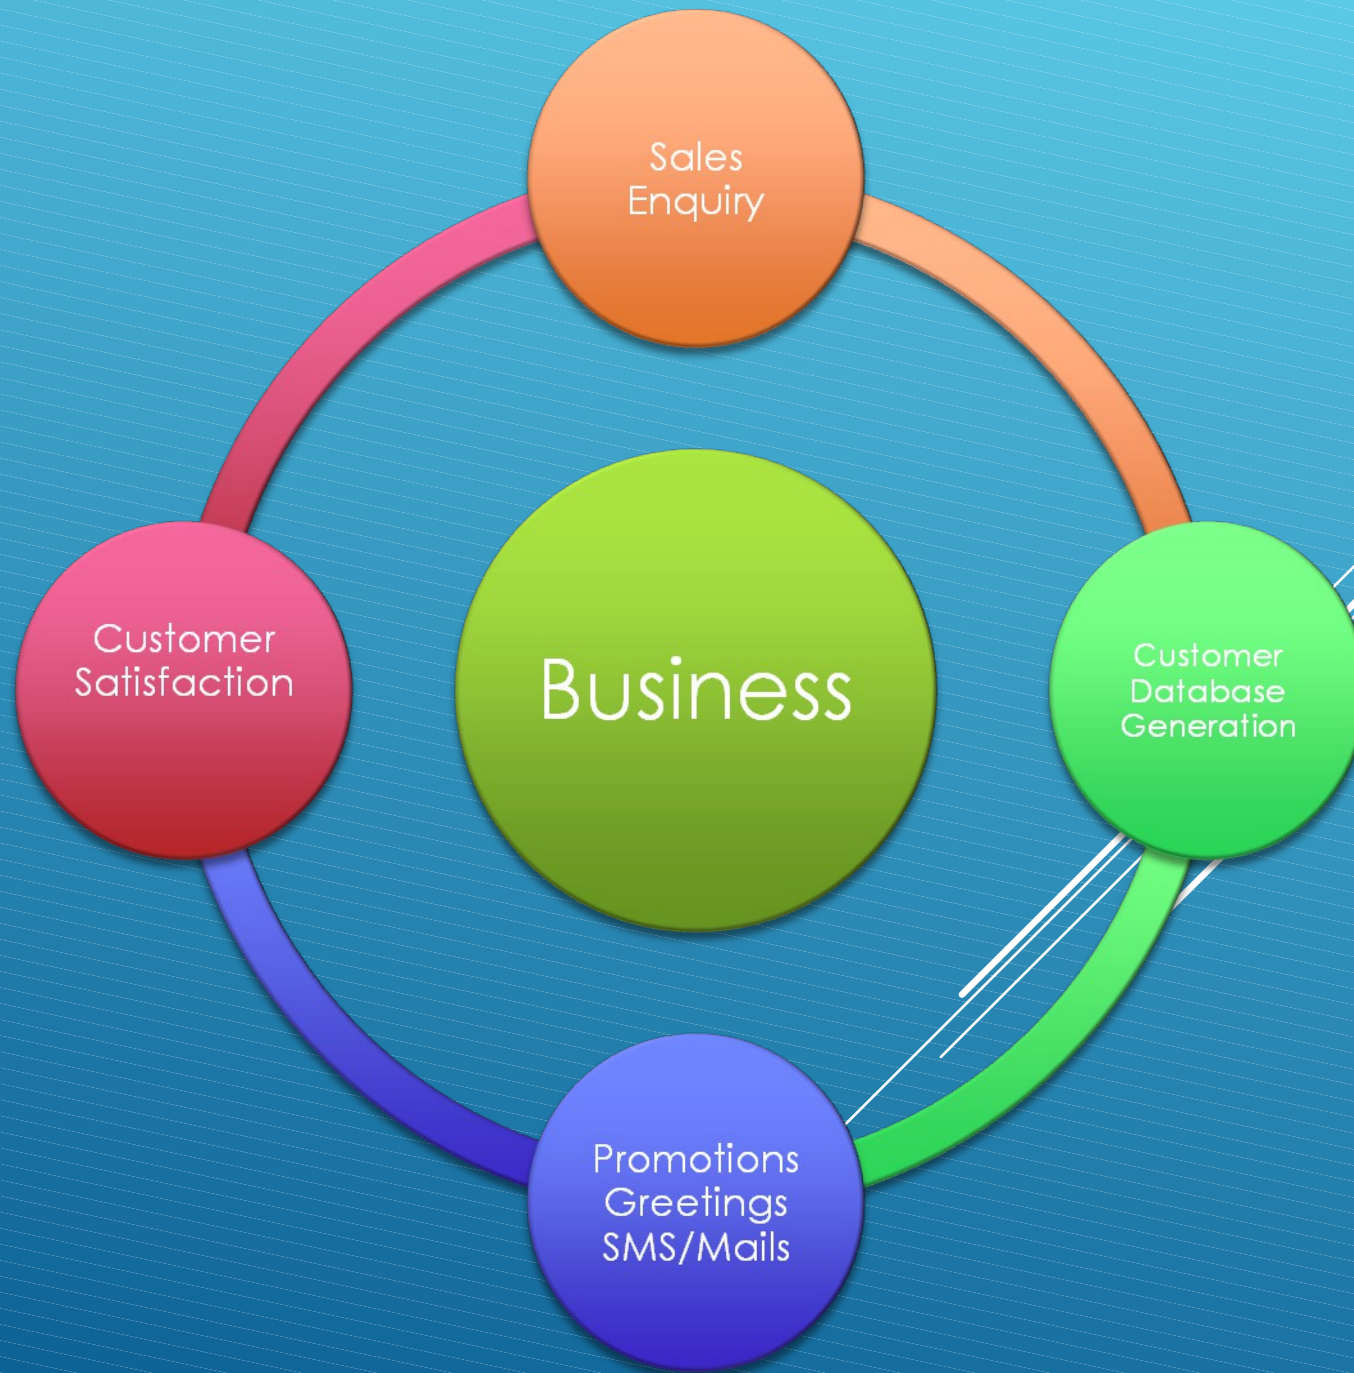 Sales
Enquiry
Customer
Satisfaction
Business
Customer
Database
Generation
Promotions
Greetings
SMS/Mails